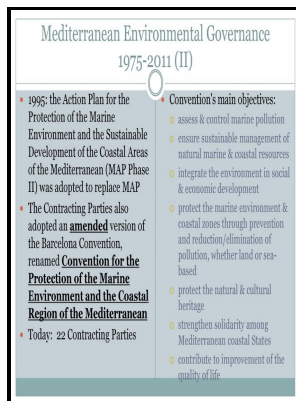 Mediterranean Environmental Governance
1975-2011 (II)
• 1995: the Action Plan for the
Protection of the Marine
Environment and the Sustainable
Development of the Coastal Areas
of the Mediterranean (MAP Phase
II) was adopted to replace MAP
• The Contracting Parties also
adopted an amended version of
the Barcelona Convention,
renamed Convention for the
Protection of the Marine
Environment and the Coastal
Region of the Mediterranean
• Today: 22 Contracting Parties
• Convention's main objectives:
assess & control marine pollution
ensure sustainable management of
natural marine & coastal resources
integrate the environment in social
& economic development
protect the marine environment &
coastal zones through prevention
and reduction/elimination of
pollution, whether land or sea-
based
protect the natural & cultural
heritage
strengthen solidarity among
Mediterranean coastal States
contribute to improvement of the
quality of life